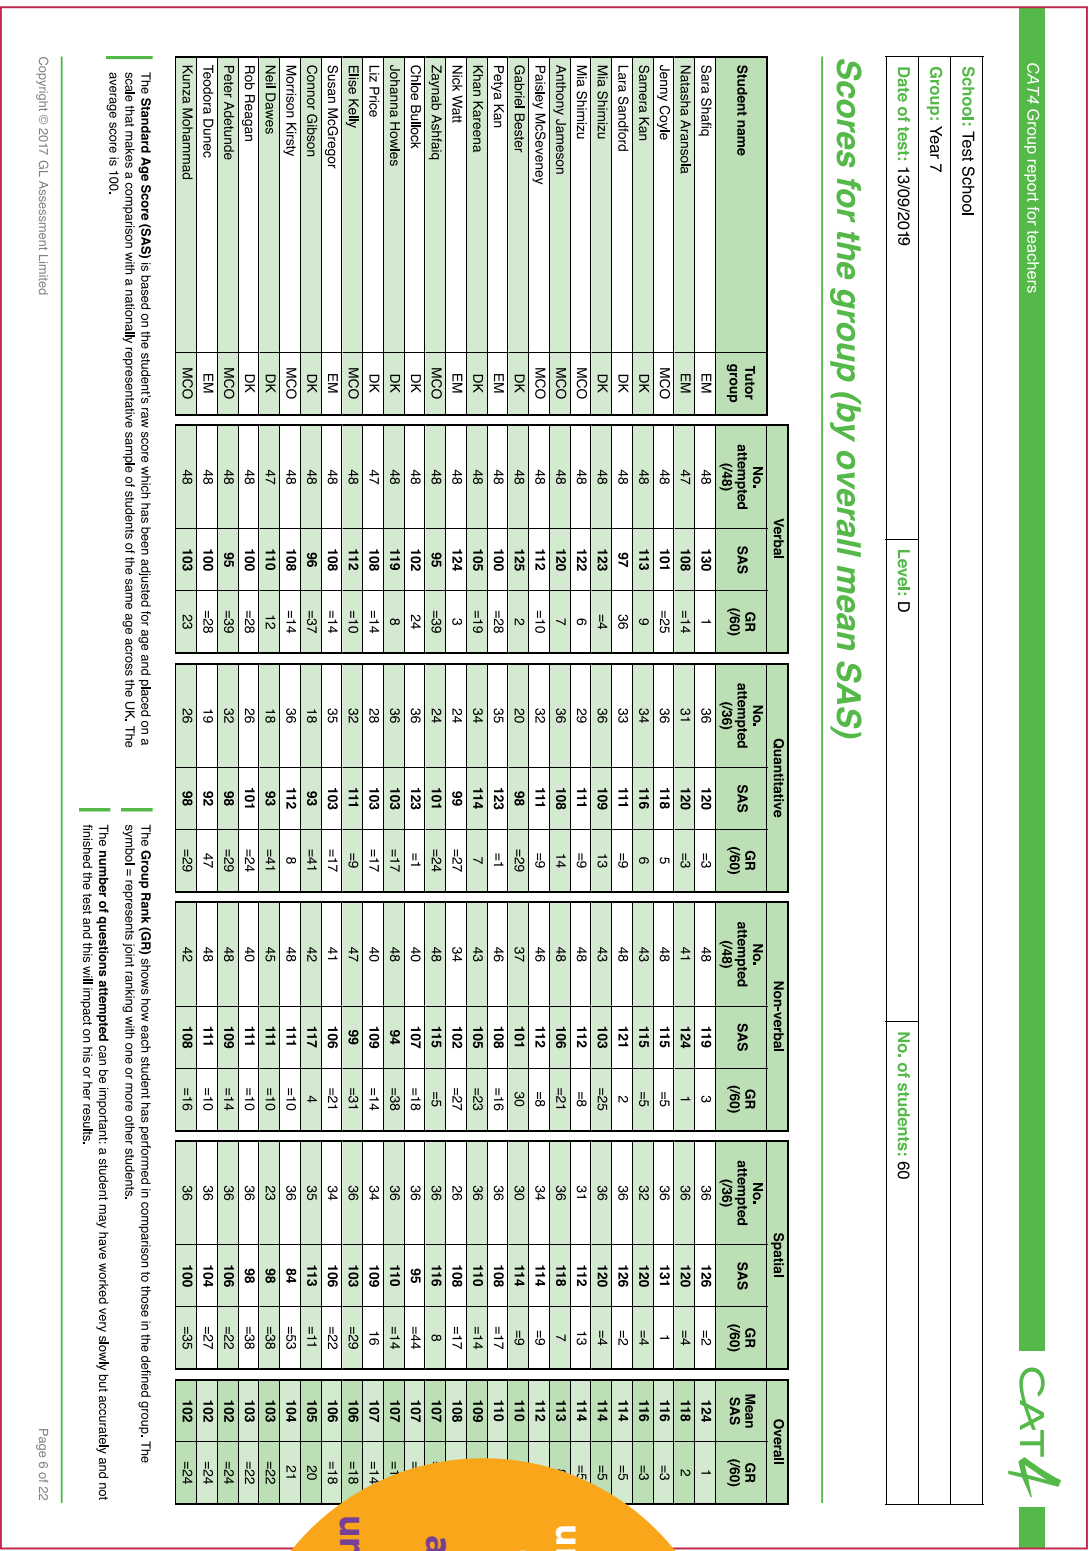 CAT4 Group report for teachers
CAT4
School: Test School
Group: Year 7
Date of test: 13/09/2019 Level: D No. of students: 60
Scores for the group (by overall mean SAS)
Verbal Quantitative Non-verbal Spatial Overall
Student name Tutor group No. attempted (/48) SAS GR (/60) No. attempted (/36) SAS GR (/60) No. attempted (/48) SAS GR (/60) No. attempted (/36) SAS GR (/60) Mean SAS GR (/60)
Sara Shafiq EM 48 130 1 36 120 =3 48 119 3 36 126 =2 124 1
Natasha Aransola EM 47 108 =14 31 120 =3 41 124 1 36 120 =4 118 2
Jenny Coyle MCO 48 101 =25 36 118 5 48 115 =5 36 131 1 116 =3
Samera Kan DK 48 113 9 34 116 6 43 115 =5 32 120 =4 116 =3
Lara Sandford DK 48 97 36 33 111 =9 48 121 2 36 126 =2 114 =5
Mia Shimizu DK 48 123 =4 36 109 13 43 103 =25 36 120 =4 114 =5
Mia Shimizu MCO 48 122 6 29 111 =9 48 112 =8 31 112 13 114 =5
Anthony Jameson MCO 48 120 7 36 108 14 48 106 =21 36 118 7 113
Paisley McSeveney MCO 48 112 =10 32 111 =9 46 112 =8 34 114 =9 112
Gabriel Bester DK 48 125 2 20 98 =29 37 101 30 30 114 =9 110
Petya Kan EM 48 100 =28 35 123 =1 46 108 =16 36 108 =17 110
Khan Kareena DK 48 105 =19 34 114 7 43 105 =23 36 110 =14 109
Nick Watt EM 48 124 3 24 99 =27 34 102 =27 26 108 =17 108
Zaynab Ashfaiq MCO 48 95 =39 24 101 =24 48 115 =5 36 116 8 107
Chloe Bullock DK 48 102 24 36 123 =1 40 107 =18 36 95 =44 107
Johanna Howles DK 48 119 8 36 103 =17 48 94 =38 36 110 =14 107
Liz Price DK 47 108 =14 28 103 =17 40 109 =14 34 109 16 107 =14
Elise Kelly MCO 48 112 =10 32 111 =9 47 99 =31 36 103 =29 106 =18
Susan McGregor EM 48 108 =14 35 103 =17 41 106 =21 34 106 =22 106 =18
Connor Gibson DK 48 96 =37 18 93 =41 42 117 4 35 113 =11 105 20
Morrison Kirsty MCO 48 108 =14 36 112 8 48 111 =10 36 84 =53 104 21
Neil Dawes DK 47 110 12 18 93 =41 45 111 =10 23 98 =38 103 =22
Rob Reagan DK 48 100 =28 26 101 =24 40 111 =10 36 98 =38 103 =22
Peter Adetunde MCO 48 95 =39 32 98 =29 48 109 =14 36 106 =22 102 =24
Teodora Dunec EM 48 100 =28 19 92 47 48 111 =10 36 104 =27 102 =24
Kunza Mohammad MCO 48 103 23 26 98 =29 42 108 =16 36 100 =35 102 =24
The Standard Age Score (SAS) is based on the student's raw score which has been adjusted for age and placed on a
scale that makes a comparison with a nationally representative sample of students of the same age across the UK. The
average score is 100.
The Group Rank (GR) shows how each student has performed in comparison to those in the defined group. The
symbol = represents joint ranking with one or more other students.
The number of questions attempted can be important: a student may have worked very slowly but accurately and not
finished the test and this will impact on his or her results.
Copyright © 2017 GL Assessment Limited Page 6 of 22